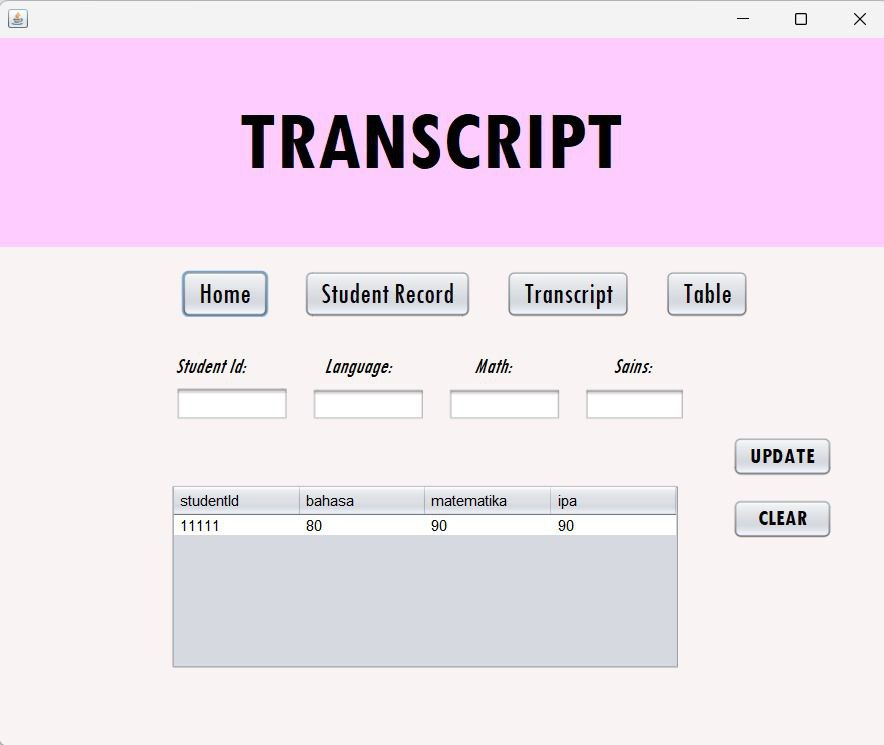 TRANSCRIPT
Home Student Record Transcript Table
Student Id: Language: Math: Sains:
UPDATE
studentId bahasa matematika ipa
CLEAR
11111 80 90 90